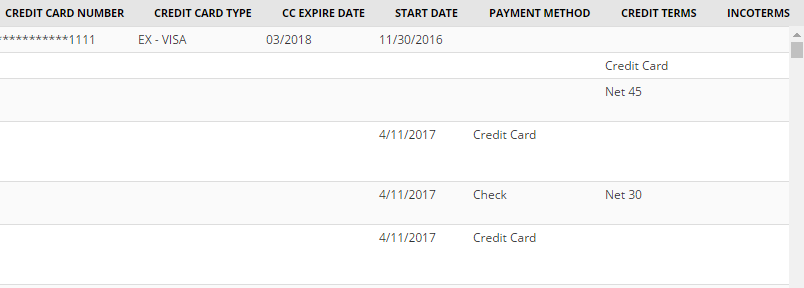 CREDIT CARD NUMBER CREDIT CARD TYPE CC EXPIRE DATE START DATE PAYMENT METHOD CREDIT TERMS INCOTERMS
***********1111 EX - VISA 03/2018 11/30/2016
Credit Card
Net 45
4/11/2017 Credit Card
4/11/2017 Check Net 30
4/11/2017 Credit Card